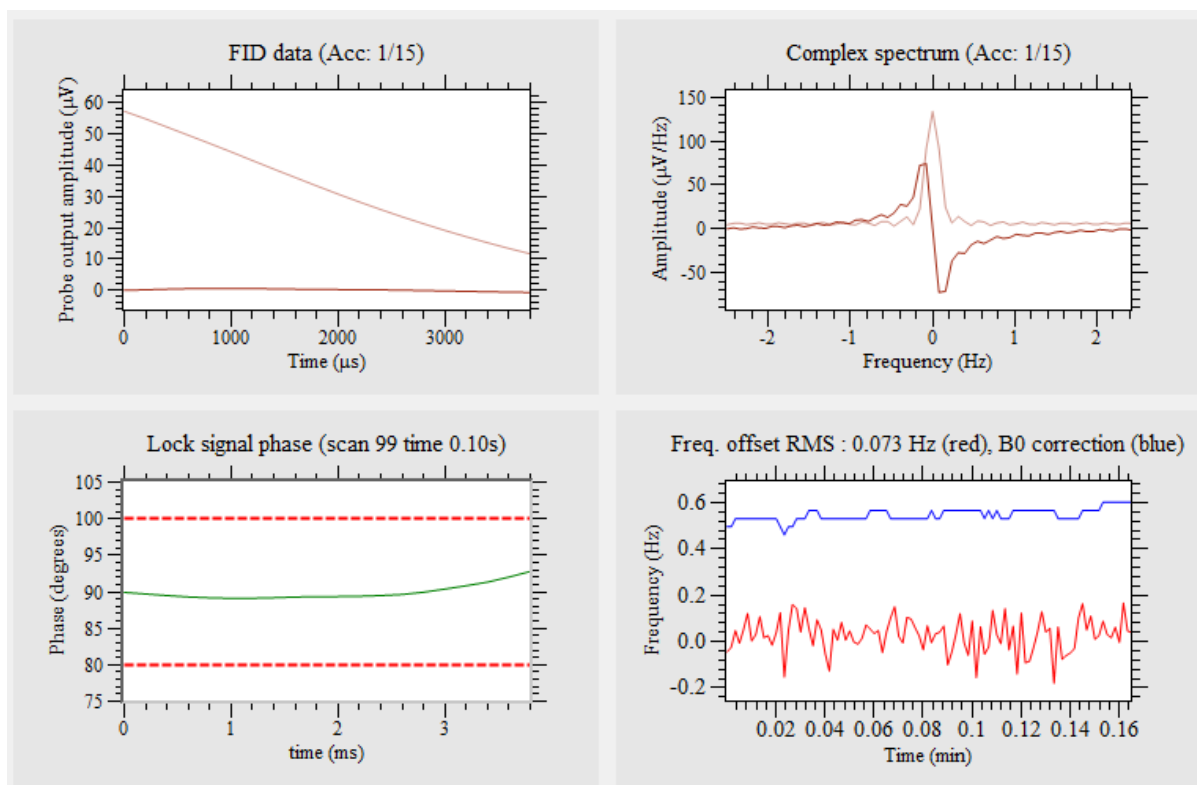 FID data (Acc: 1/15)
Probe output amplitude (µV)
60
50
40
30
20
10
0
0 1000 2000 3000
Time (µs)
Complex spectrum (Acc: 1/15)
Amplitude (µV/Hz)
150
100
50
0
-50
-2 -1 0 1 2
Frequency (Hz)
Lock signal phase (scan 99 time 0.10s)
Phase (degrees)
105
100
95
90
85
80
75
0 1 2 3
time (ms)
Freq. offset RMS : 0.073 Hz (red), B0 correction (blue)
Frequency (Hz)
0.6
0.4
0.2
0.0
-0.2
0.02 0.04 0.06 0.08 0.1 0.12 0.14 0.16
Time (min)